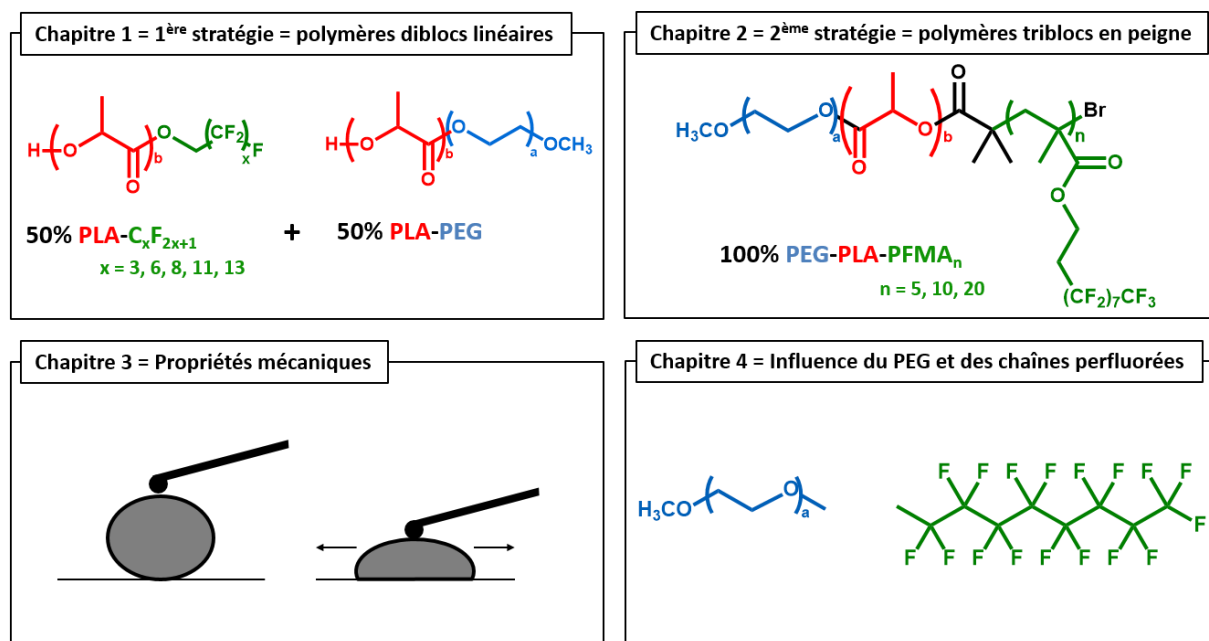 Chapitre 1 = 1ère stratégie = polymères diblocs linéaires
H O O b O (CF2)x F
H O O b O a OCH3
50% PLA-CxF2x+1 + 50% PLA-PEG
x = 3, 6, 8, 11, 13
Chapitre 2 = 2ème stratégie = polymères triblocs en peigne
H3CO O a O O b O n Br
O
O
(CF2)7CF3
100% PEG-PLA-PFMAn
n = 5, 10, 20
Chapitre 3 = Propriétés mécaniques
Chapitre 4 = Influence du PEG et des chaînes perfluorées
H3CO O a
F F F F F F F F
F
F F F F F F F F